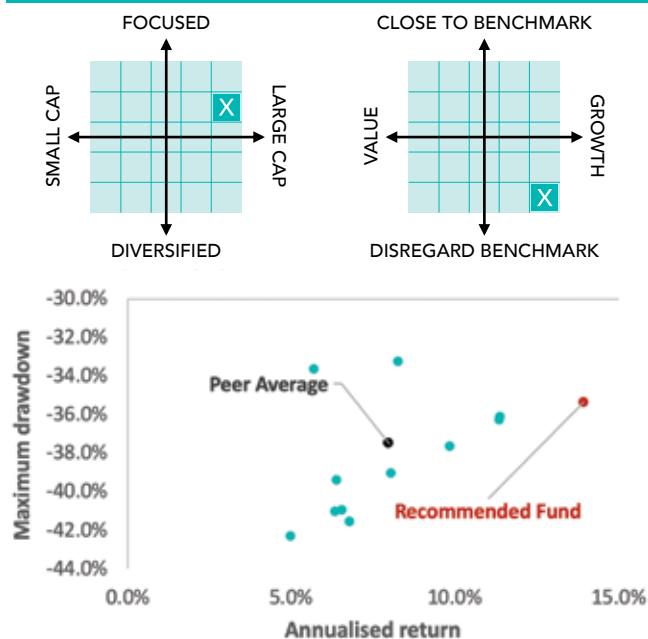 FOCUSED
SMALL CAP
X
LARGE CAP
DIVERSIFIED
CLOSE TO BENCHMARK
VALUE
GROWTH
X
DISREGARD BENCHMARK
Maximum drawdown
-30.0%
-32.0%
-34.0%
-36.0%
-38.0%
-40.0%
-42.0%
-44.0%
Peer Average
Recommended Fund
0.0%
5.0%
10.0%
15.0%
Annualised return